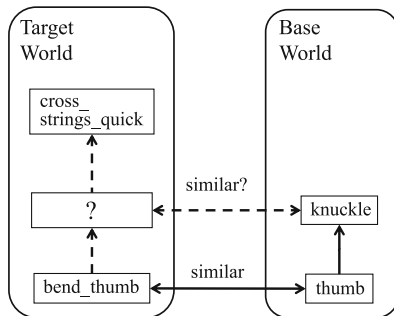 Target
World
Base
World
cross_
strings_quick
similar?
?
knuckle
similar
bend_thumb
thumb